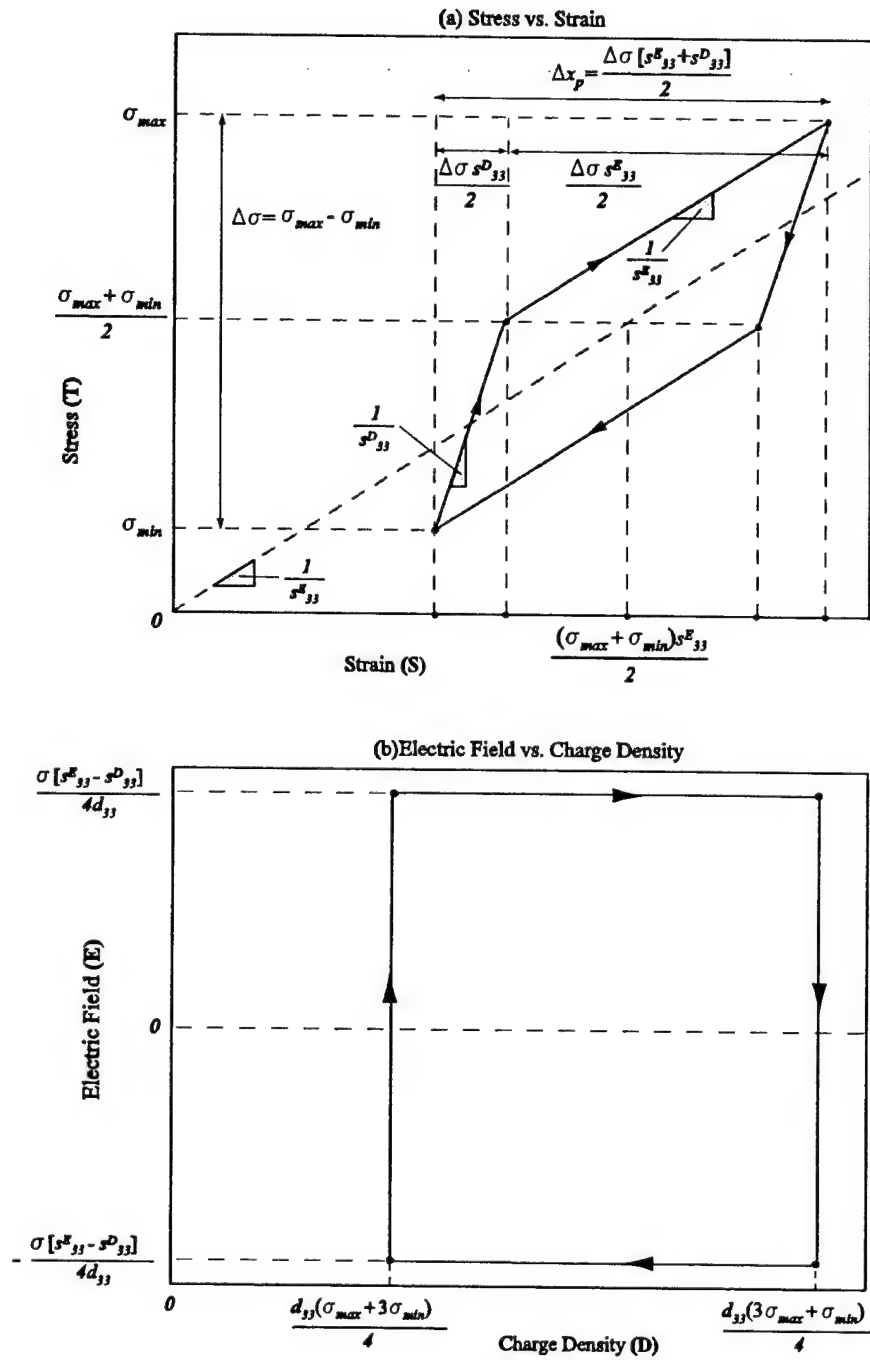 (a) Stress vs. Strain
Δx_p = Δσ [s^E_33 + s^D_33] / 2
σ_max
Δσ s^D_33 / 2
Δσ s^E_33 / 2
Δσ = σ_max - σ_min
1 / s^E_33
σ_max + σ_min / 2
Stress (T)
1 / s^D_33
σ_min
1 / s^E_33
0
Strain (S)
(σ_max + σ_min) s^E_33 / 2
(b)Electric Field vs. Charge Density
σ [s^E_33 - s^D_33] / 4d_33
Electric Field (E)
0
- σ [s^E_33 - s^D_33] / 4d_33
0
d_33(σ_max + 3σ_min) / 4
Charge Density (D)
d_33(3σ_max + σ_min) / 4